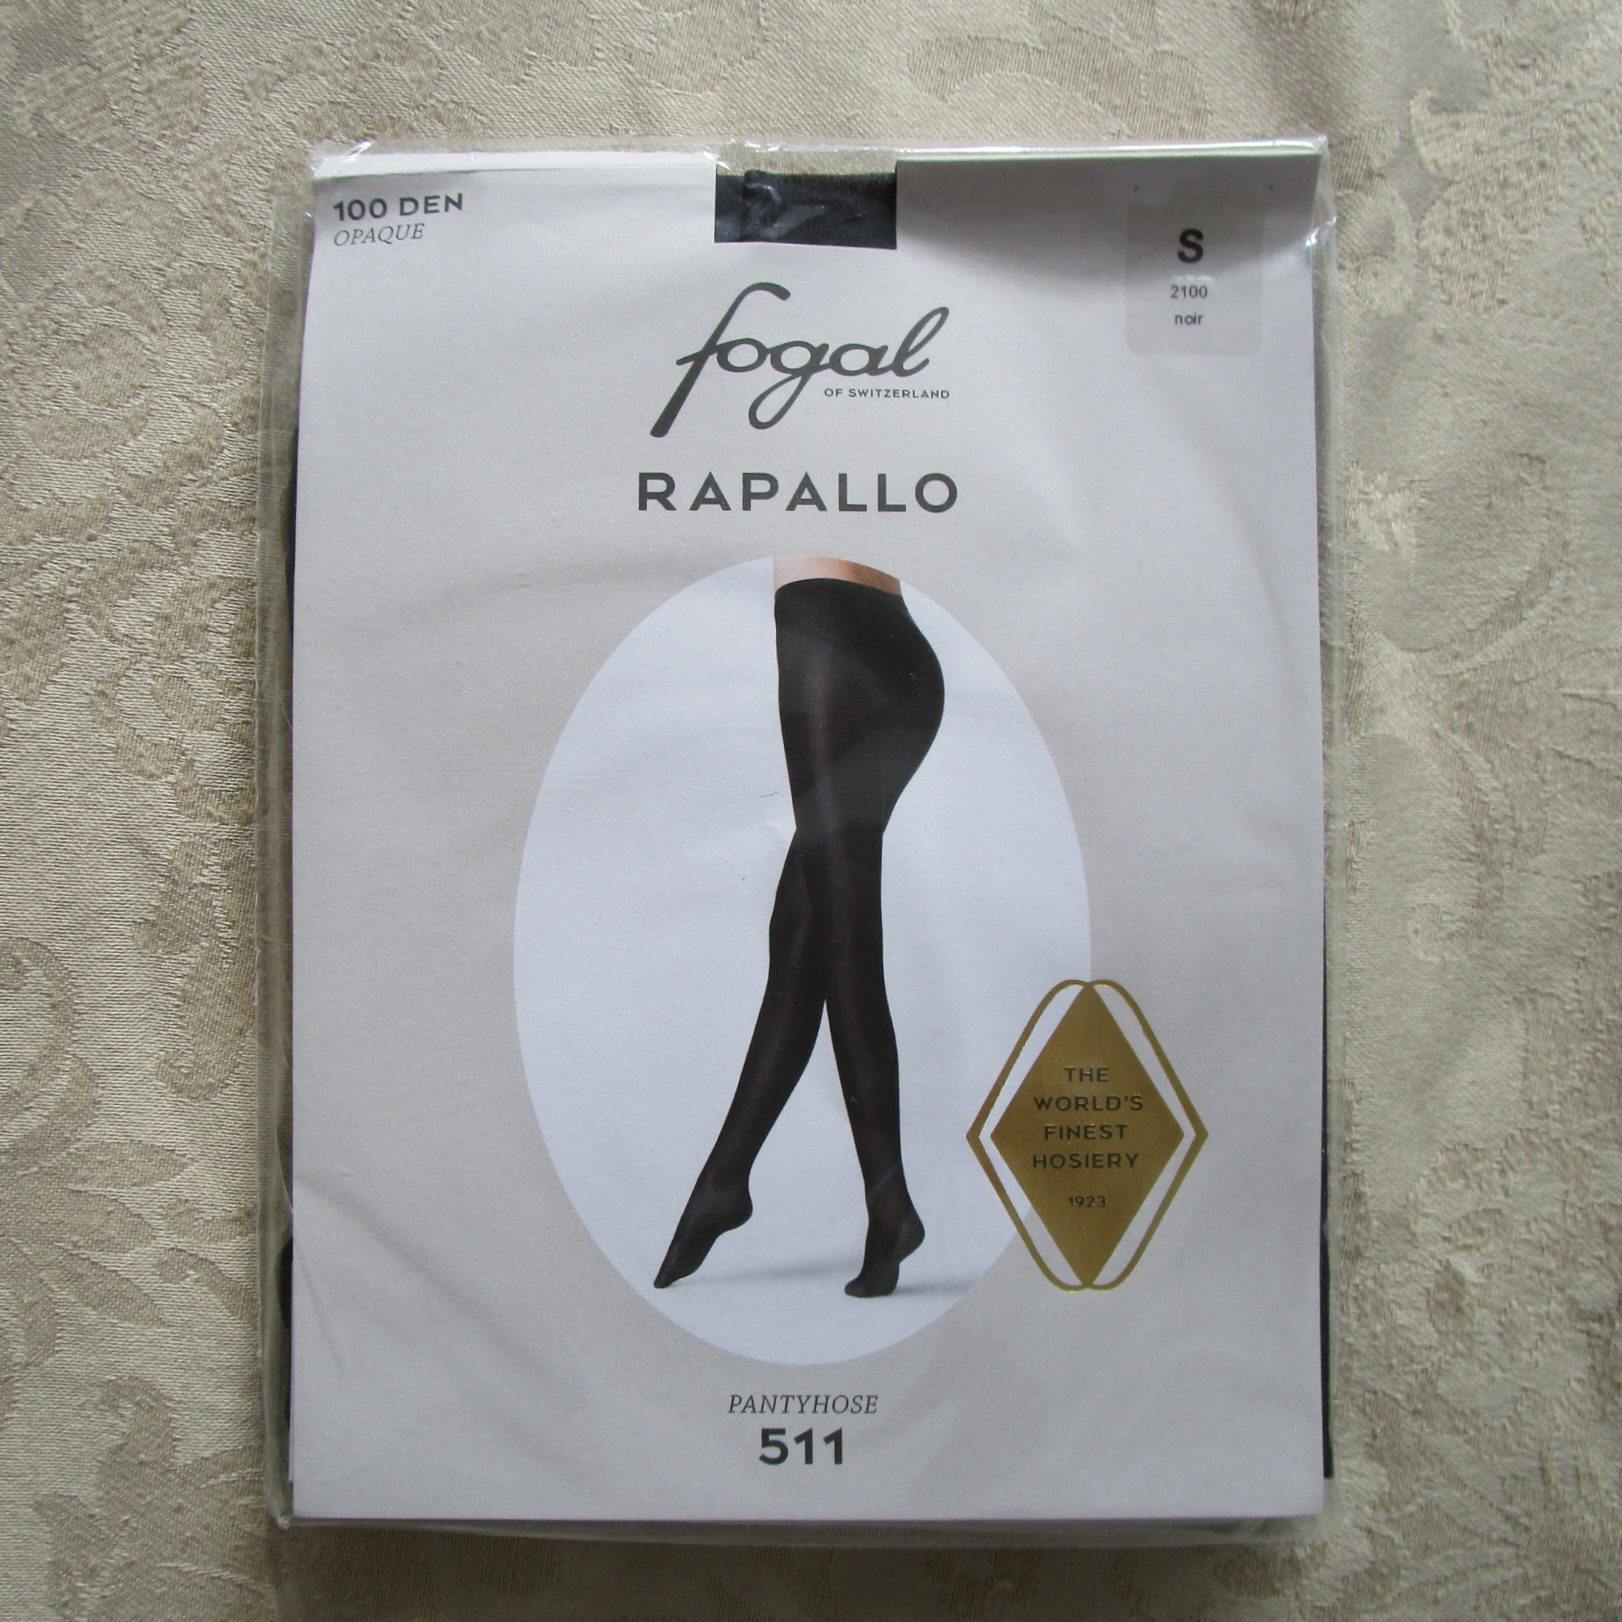 100 DEN
OPAQUE
S
2100
noir
fogal
OF SWITZERLAND
RAPALLO
THE
WORLD'S
FINEST
HOSIERY
1923
PANTYHOSE
511